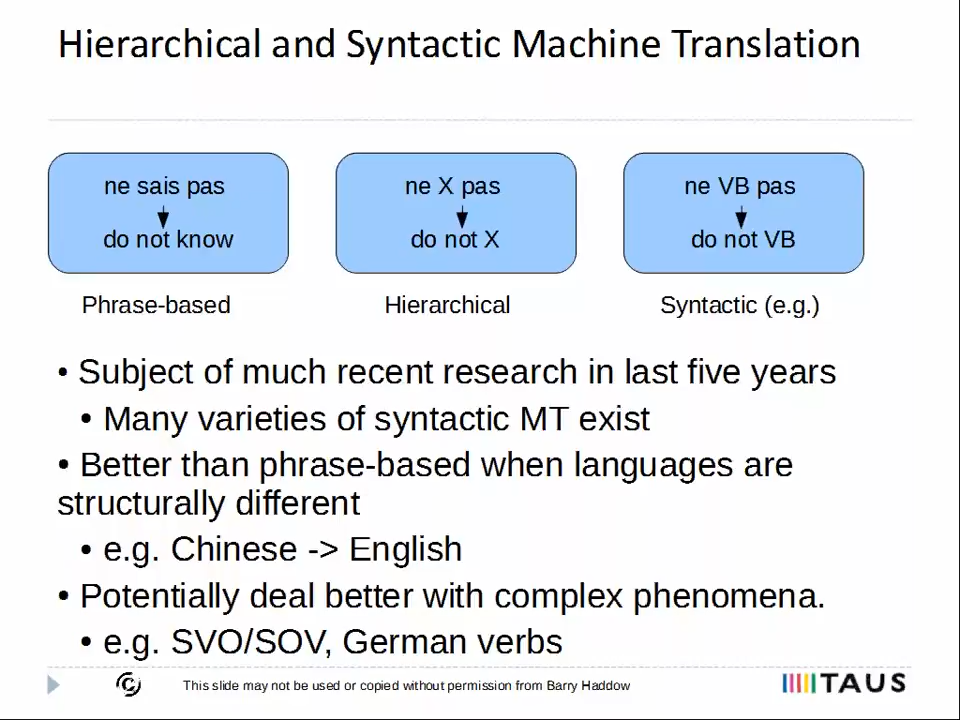 Hierarchical and Syntactic Machine Translation
ne sais pas
do not know
Phrase-based
ne X pas
do not X
Hierarchical
ne VB pas
do not VB
Syntactic (e.g.)
• Subject of much recent research in last five years
• Many varieties of syntactic MT exist
• Better than phrase-based when languages are
structurally different
• e.g. Chinese -> English
• Potentially deal better with complex phenomena.
• e.g. SVO/SOV, German verbs
This slide may not be used or copied without permission from Barry Haddow
TAUS